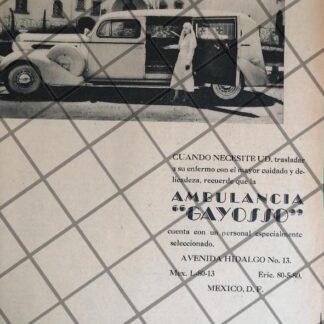 CUANDO NECESITE UD. trasladar
a su enfermo con el mayor cuidado y de-
licadeza, recuerde que la
AMBULANCIA
"GAYOSSO"
cuenta con un personal especialmente
seleccionado.
AVENIDA HIDALGO No. 13.
Mex. L-80-13 Eric. 80-5-80.
MEXICO, D. F.